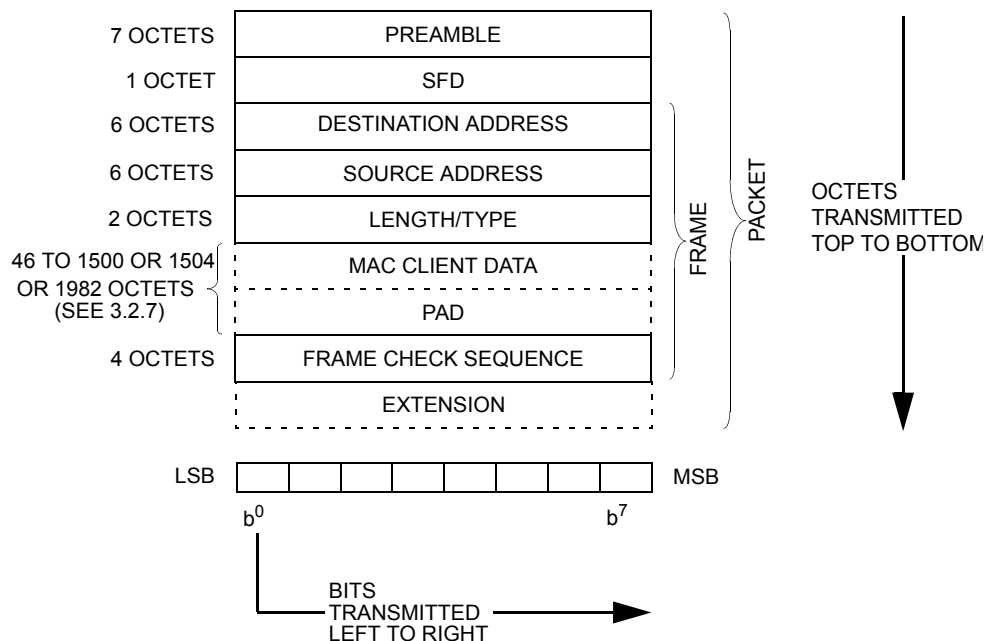 7 OCTETS PREAMBLE
1 OCTET SFD
6 OCTETS DESTINATION ADDRESS
6 OCTETS SOURCE ADDRESS
2 OCTETS LENGTH/TYPE
46 TO 1500 OR 1504
OR 1982 OCTETS
(SEE 3.2.7)
MAC CLIENT DATA
PAD
4 OCTETS FRAME CHECK SEQUENCE
EXTENSION
FRAME
PACKET
OCTETS
TRANSMITTED
TOP TO BOTTOM
LSB MSB
b⁰ b⁷
BITS
TRANSMITTED
LEFT TO RIGHT